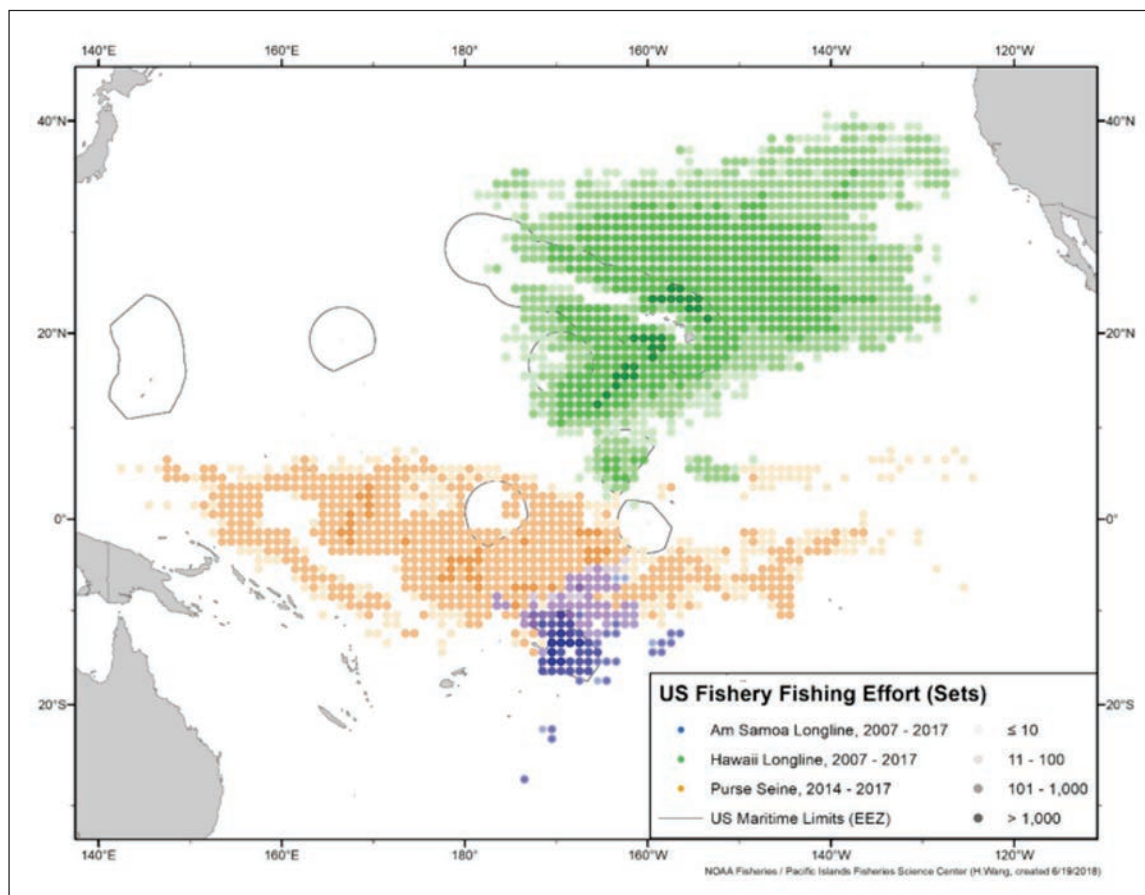 140°E 160°E 180° 160°W 140°W 120°W
40°N 40°N
20°N 20°N
0° 0°
20°S 20°S
US Fishery Fishing Effort (Sets)
Am Samoa Longline, 2007 - 2017 ≤ 10
Hawaii Longline, 2007 - 2017 11 - 100
Purse Seine, 2014 - 2017 101 - 1,000
US Maritime Limits (EEZ) > 1,000
140°E 160°E 180° 160°W 140°W 120°W
NOAA Fisheries / Pacific Islands Fisheries Science Center (H.Wang, created 6/19/2018)